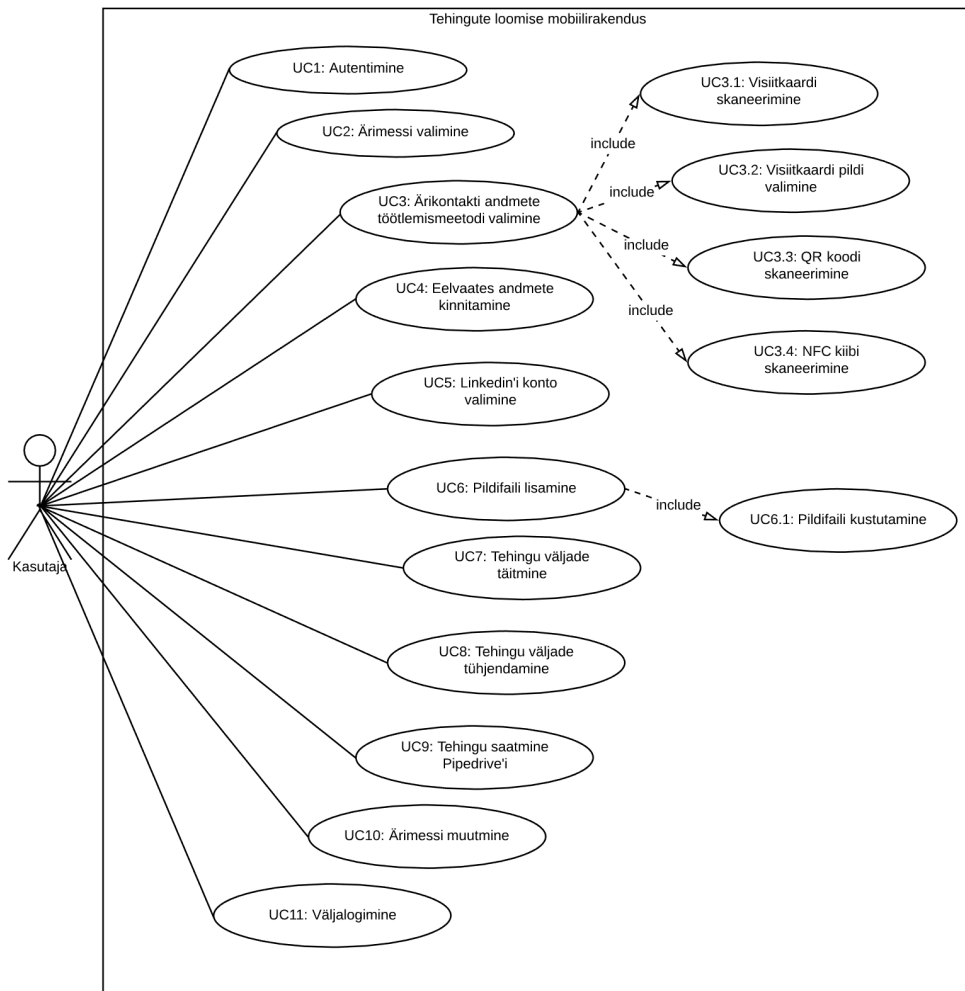 Tehingute loomise mobiilirakendus
UC1: Autentimine
UC2: Ärimessi valimine
UC3: Ärikontakti andmete
töötlemismeetodi valimine
include
include
include
include
UC3.1: Visiitkaardi
skaneerimine
UC3.2: Visiitkaardi pildi
valimine
UC3.3: QR koodi
skaneerimine
UC3.4: NFC kiibi
skaneerimine
UC4: Eelvaates andmete
kinnitamine
UC5: Linkedin'i konto
valimine
UC6: Pildifaili lisamine
include
UC6.1: Pildifaili kustutamine
Kasutaja
UC7: Tehingu väljade
täitmine
UC8: Tehingu väljade
tühjendamine
UC9: Tehingu saatmine
Pipedrive'i
UC10: Ärimessi muutmine
UC11: Väljalogimine